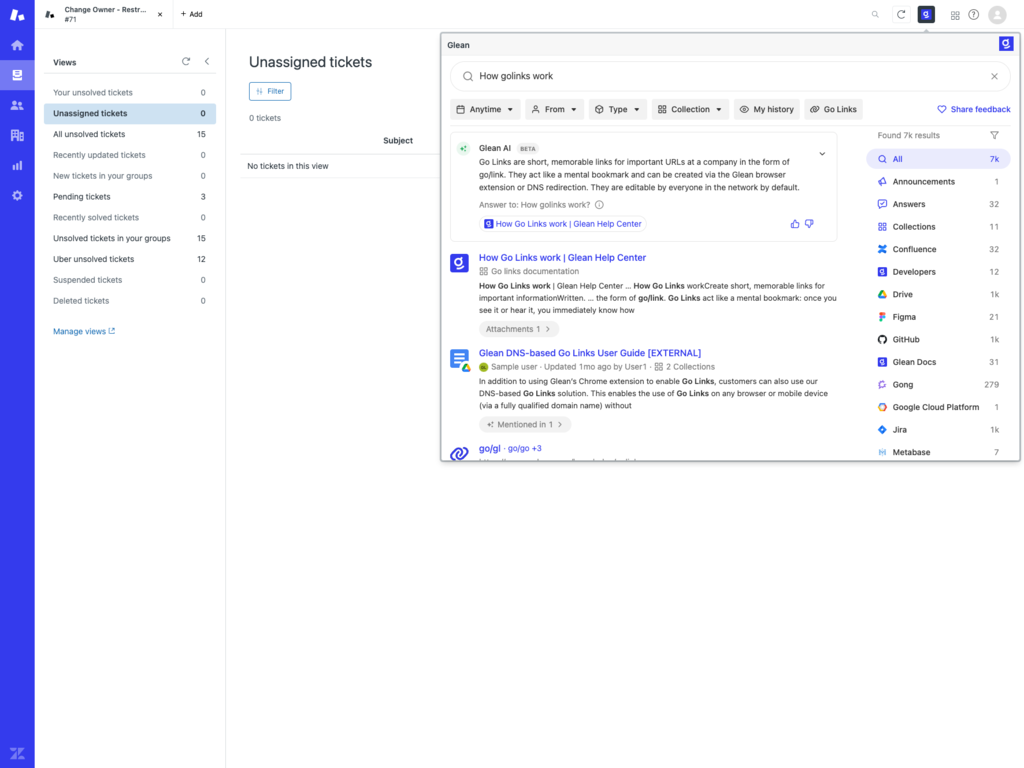 Change Owner - Restr...
#71
+ Add
Views
Your unsolved tickets 0
Unassigned tickets 0
All unsolved tickets 15
Recently updated tickets 0
New tickets in your groups 0
Pending tickets 3
Recently solved tickets 0
Unsolved tickets in your groups 15
Uber unsolved tickets 12
Suspended tickets 0
Deleted tickets 0
Manage views
Unassigned tickets
Filter
0 tickets
Subject
No tickets in this view
Glean
How golinks work
Anytime From Type Collection My history Go Links
Share feedback
Glean AI BETA
Go Links are short, memorable links for important URLs at a company in the form of
go/link. They act like a mental bookmark and can be created via the Glean browser
extension or DNS redirection. They are editable by everyone in the network by default.
Answer to: How golinks work?
How Go Links work | Glean Help Center
How Go Links work | Glean Help Center
Go links documentation
How Go Links work | Glean Help Center ... How Go Links workCreate short, memorable links for
important informationWritten. ... the form of go/link. Go Links act like a mental bookmark: once you
see it or hear it, you immediately know how
Attachments 1
Glean DNS-based Go Links User Guide [EXTERNAL]
Sample user · Updated 1mo ago by User1 · 2 Collections
In addition to using Glean's Chrome extension to enable Go Links, customers can also use our
DNS-based Go Links solution. This enables the use of Go Links on any browser or mobile device
(via a fully qualified domain name) without
Mentioned in 1
go/gl · go/go +3
Found 7k results
All 7k
Announcements 1
Answers 32
Collections 11
Confluence 32
Developers 12
Drive 1k
Figma 21
GitHub 1k
Glean Docs 31
Gong 279
Google Cloud Platform 1
Jira 1k
Metabase 7